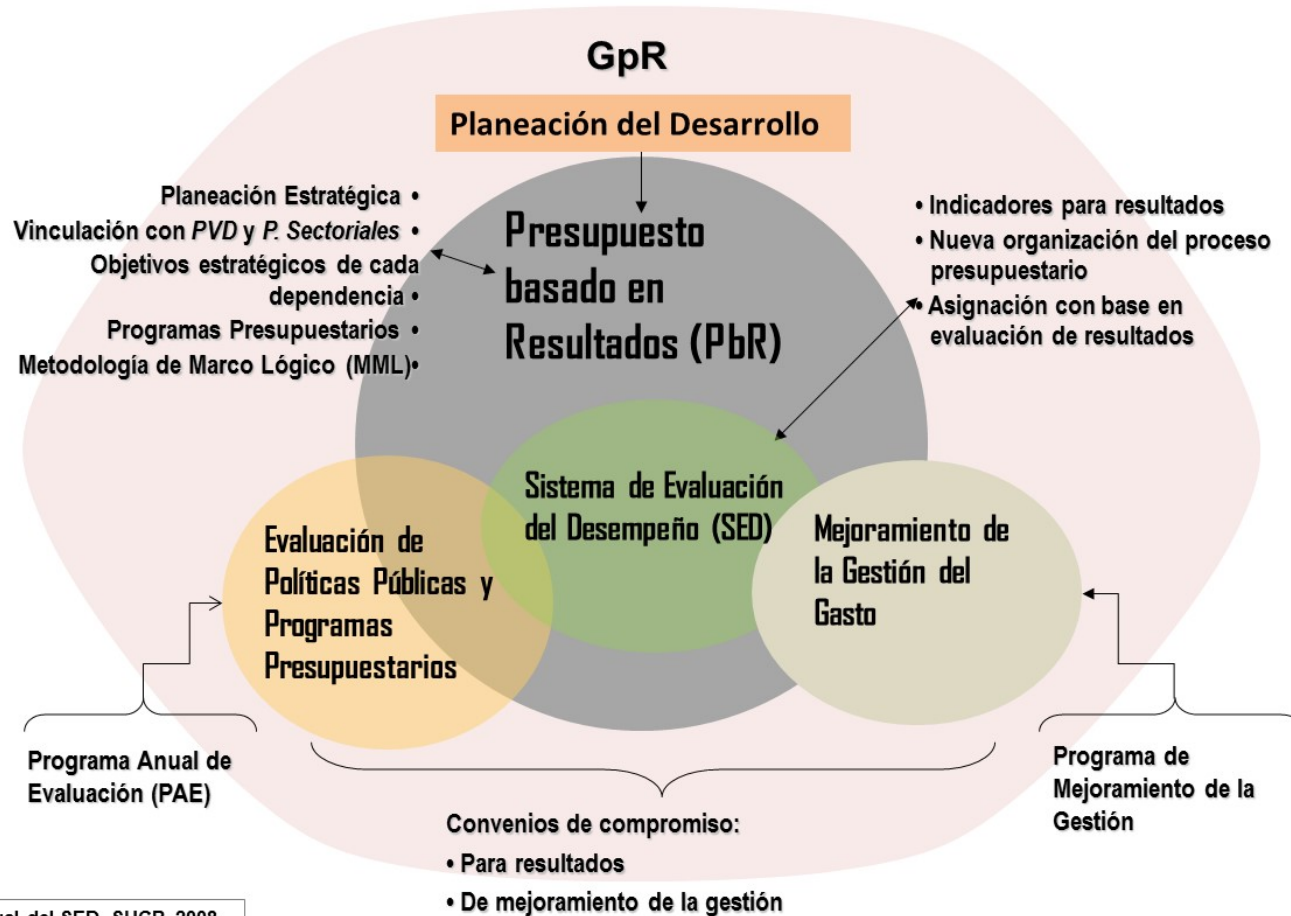 GpR
Planeación del Desarrollo
Planeación Estratégica •
Vinculación con PVD y P. Sectoriales •
Objetivos estratégicos de cada
dependencia •
Programas Presupuestarios •
Metodología de Marco Lógico (MML)•
Presupuesto
basado en
Resultados (PbR)
• Indicadores para resultados
• Nueva organización del proceso
presupuestario
• Asignación con base en
evaluación de resultados
Sistema de Evaluación
del Desempeño (SED)
Evaluación de
Políticas Públicas y
Programas
Presupuestarios
Mejoramiento de
la Gestión del
Gasto
Programa Anual de
Evaluación (PAE)
Convenios de compromiso:
• Para resultados
• De mejoramiento de la gestión
Programa de
Mejoramiento de la
Gestión
del SED, SHCP, 2008